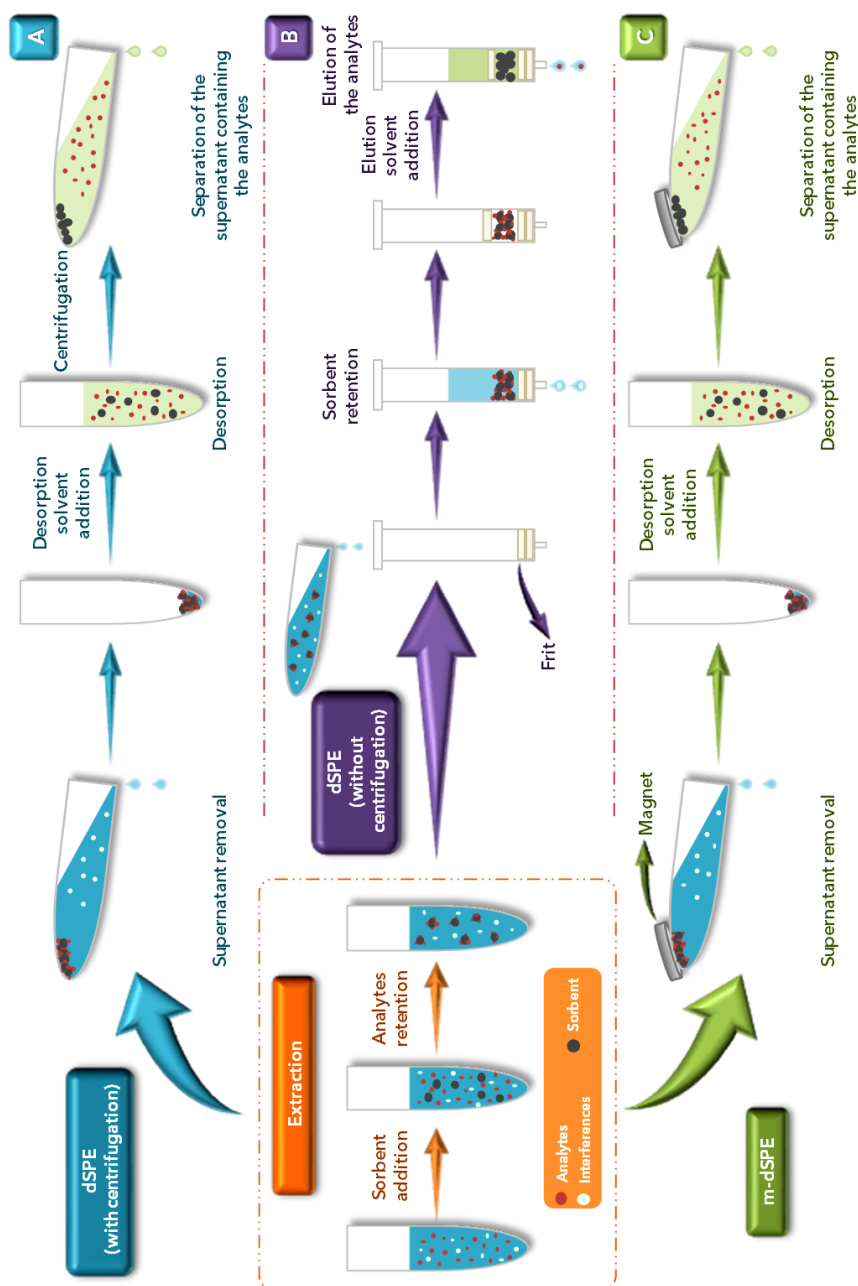 A
dSPE
(with centrifugation)
Supernatant removal
Desorption
solvent
addition
Desorption
Centrifugation
Separation of the
supernatant containing
the analytes
Extraction
Sorbent
addition
Analytes
retention
Analytes
Interferences
Sorbent
B
dSPE
(without
centrifugation)
Frit
Sorbent
retention
Elution
solvent
addition
Elution of
the analytes
C
m-dSPE
Magnet
Supernatant removal
Desorption
solvent
addition
Desorption
Separation of the
supernatant containing
the analytes